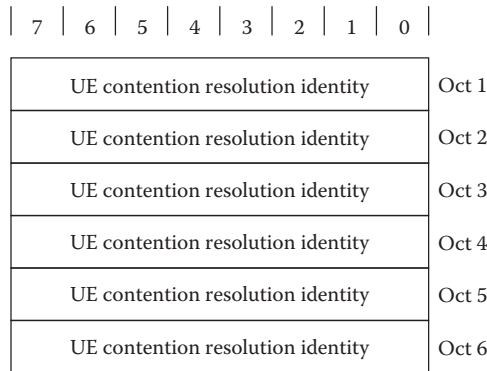 7 6 5 4 3 2 1 0
UE contention resolution identity Oct 1
UE contention resolution identity Oct 2
UE contention resolution identity Oct 3
UE contention resolution identity Oct 4
UE contention resolution identity Oct 5
UE contention resolution identity Oct 6